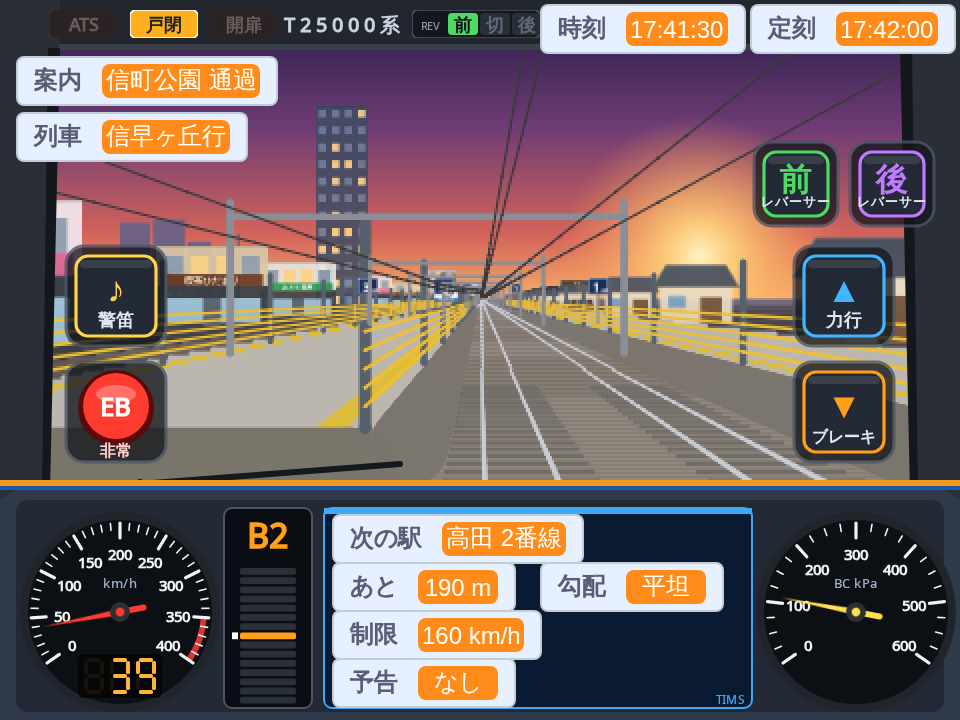 ATS 戸閉 開扉 T25000系 REV 前 切 後
時刻 17:41:30 定刻 17:42:00
案内 信町公園 通過
列車 信早ヶ丘行
前 レバーサー
後 レバーサー
♪ 警笛
▲ 力行
EB 非常
▼ ブレーキ
1
B2
次の駅 高田 2番線
あと 190 m 勾配 平坦
制限 160 km/h
予告 なし
TIMS
0 50 100 150 200 250 300 350 400
km/h
39
0 100 200 300 400 500 600
BC kPa